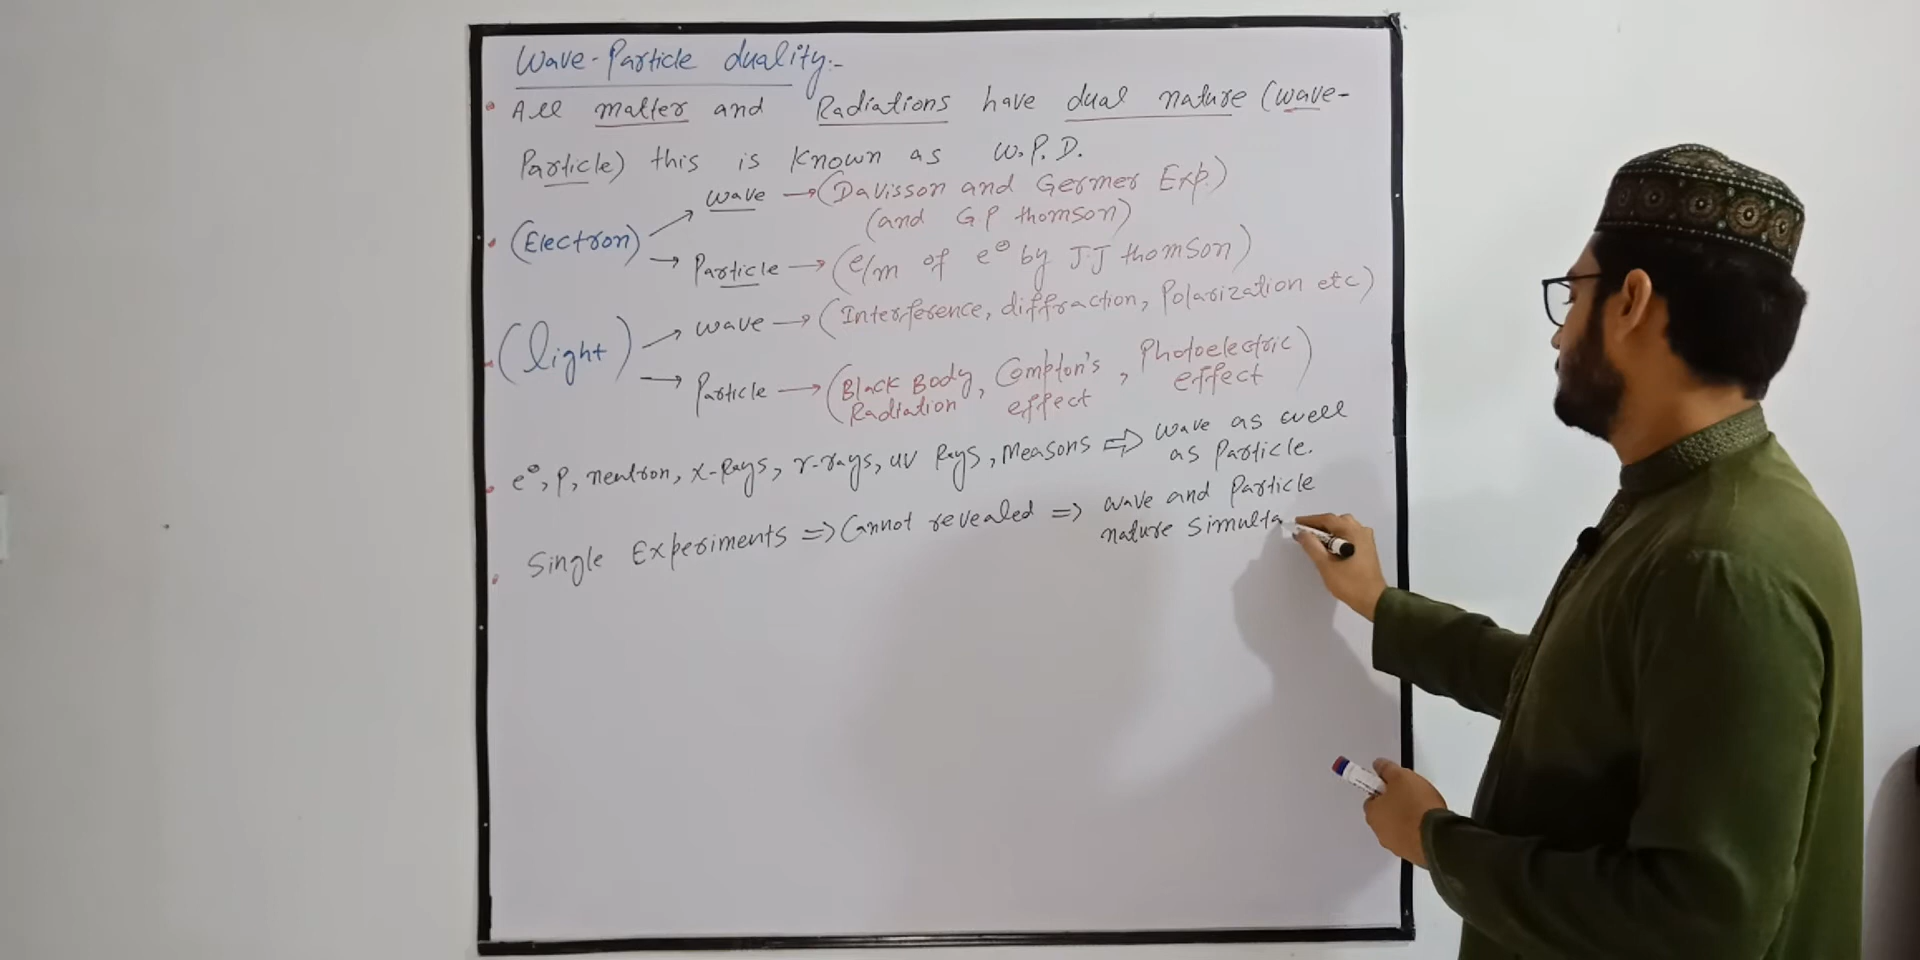 Wave-Particle duality:-
All matter and Radiations have dual nature (wave-
Particle) this is known as W.P.D.
(Electron) → wave → (Davisson and Germer Exp.)
(and G P thomson)
→ Particle → (e/m of e⊖ by J.J thomson)
(light) → wave → (Interference, diffraction, Polarization etc)
→ Particle → (Black Body Radiation, Compton's effect, Photoelectric effect)
e⊖, P, neutron, x-Rays, r-rays, UV Rays, Measons ⇒ wave as well
as Particle.
Single Experiments ⇒ Cannot revealed ⇒ wave and Particle
nature simulta